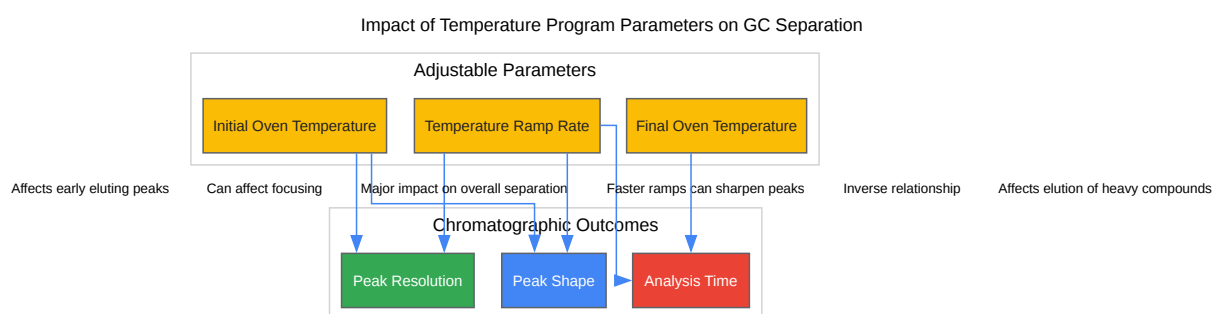 Impact of Temperature Program Parameters on GC Separation
Adjustable Parameters
Initial Oven Temperature
Temperature Ramp Rate
Final Oven Temperature
Affects early eluting peaks
Can affect focusing
Major impact on overall separation
Faster ramps can sharpen peaks
Inverse relationship
Affects elution of heavy compounds
Chromatographic Outcomes
Peak Resolution
Peak Shape
Analysis Time